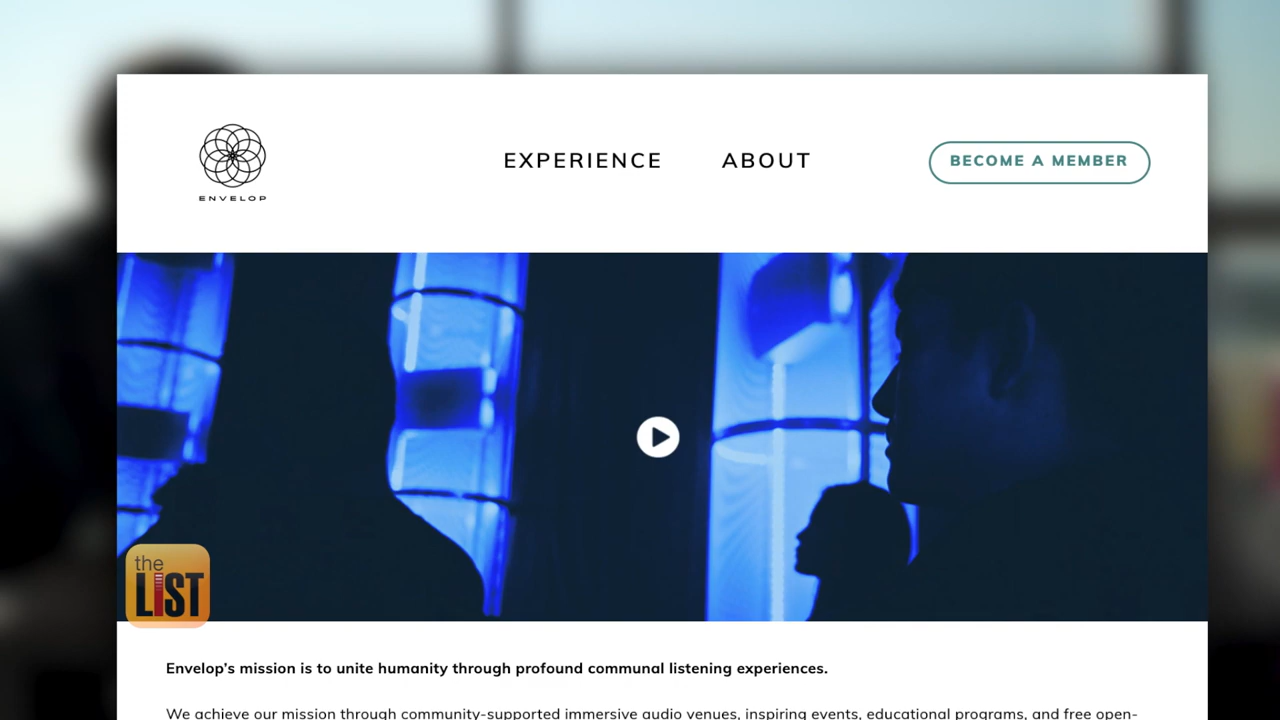 ENVELOP
EXPERIENCE
ABOUT
BECOME A MEMBER
the
LIST
Envelop's mission is to unite humanity through profound communal listening experiences.
We achieve our mission through community-supported immersive audio venues, inspiring events, educational programs, and free open-